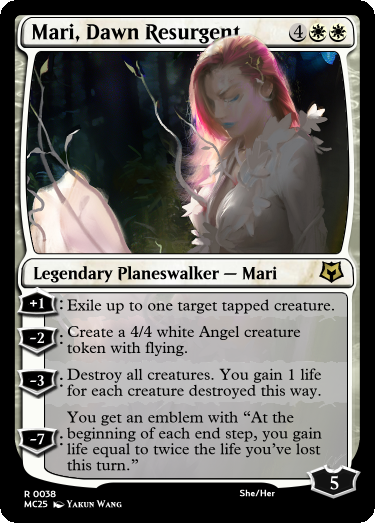 Mari, Dawn Resurgent 4
Legendary Planeswalker — Mari
+1: Exile up to one target tapped creature.
-2: Create a 4/4 white Angel creature
token with flying.
-3: Destroy all creatures. You gain 1 life
for each creature destroyed this way.
-7: You get an emblem with “At the
beginning of each end step, you gain
life equal to twice the life you’ve lost
this turn.”
5
R 0038
She/Her
MC25 Yakun Wang